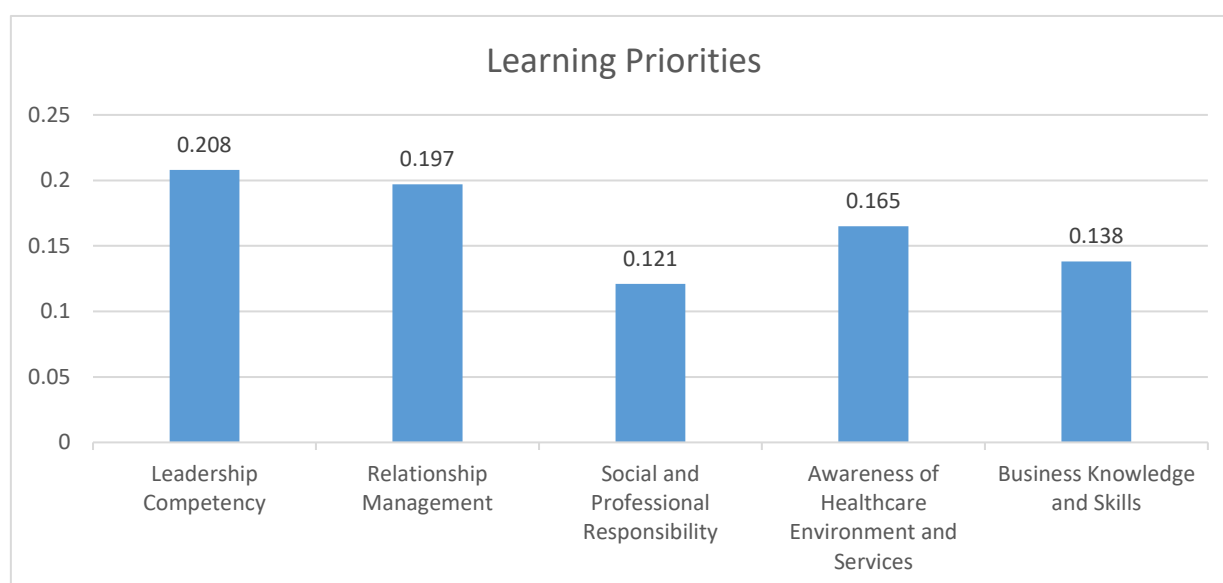 Learning Priorities
0.25
0.2
0.15
0.1
0.05
0
0.208
0.197
0.121
0.165
0.138
Leadership
Competency
Relationship
Management
Social and
Professional
Responsibility
Awareness of
Healthcare
Environment and
Services
Business Knowledge
and Skills